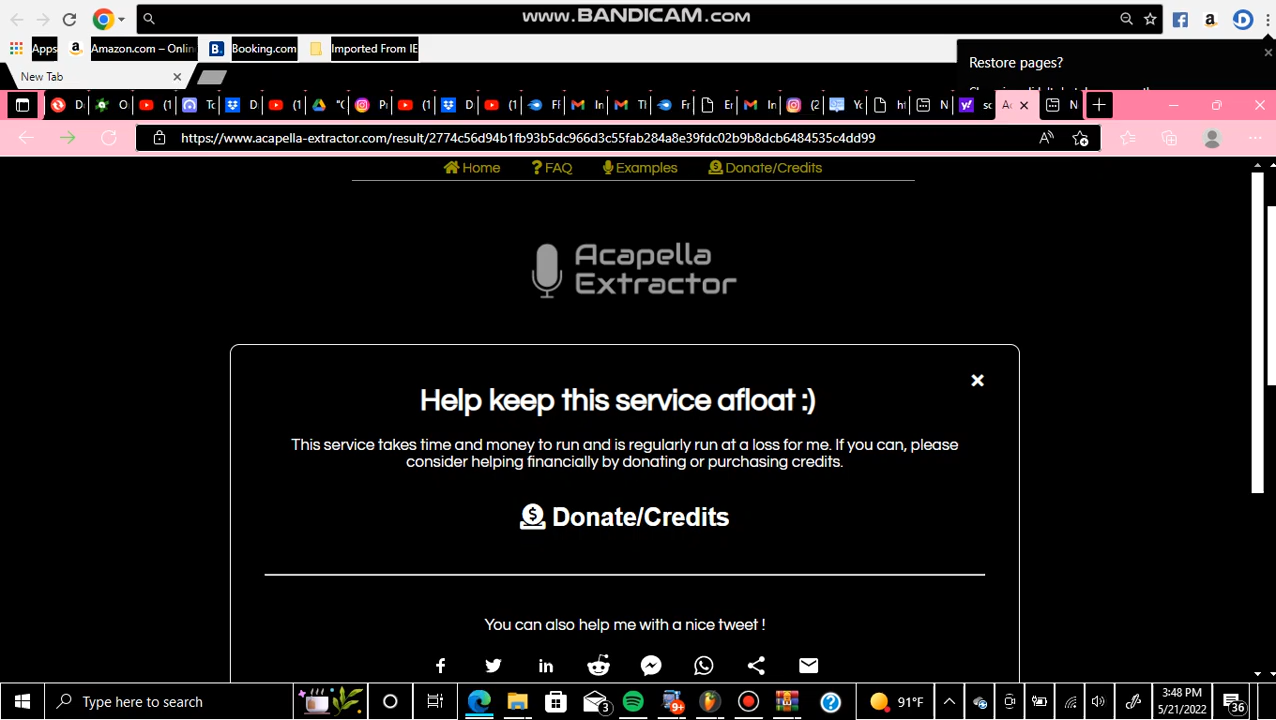 www.BANDICAM.com
Apps Amazon.com – Onlin Booking.com Imported From IE
Restore pages?
New Tab
https://www.acapella-extractor.com/result/2774c56d94b1fb93b5dc966d3c55fab284a8e39fdc02b9b8dcb6484535c4dd99
Home FAQ Examples Donate/Credits
Acapella
Extractor
Help keep this service afloat :)
This service takes time and money to run and is regularly run at a loss for me. If you can, please
consider helping financially by donating or purchasing credits.
Donate/Credits
You can also help me with a nice tweet !
Type here to search
3
9+
91°F
3:48 PM
5/21/2022
36